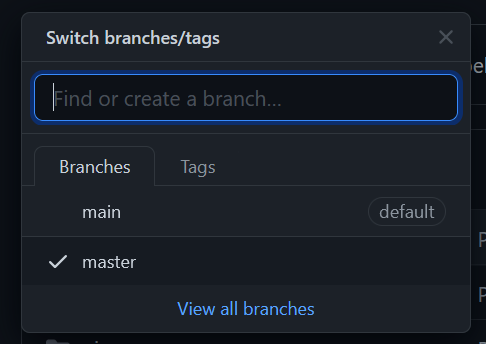 Switch branches/tags
Find or create a branch...
Branches Tags
main default
master
View all branches